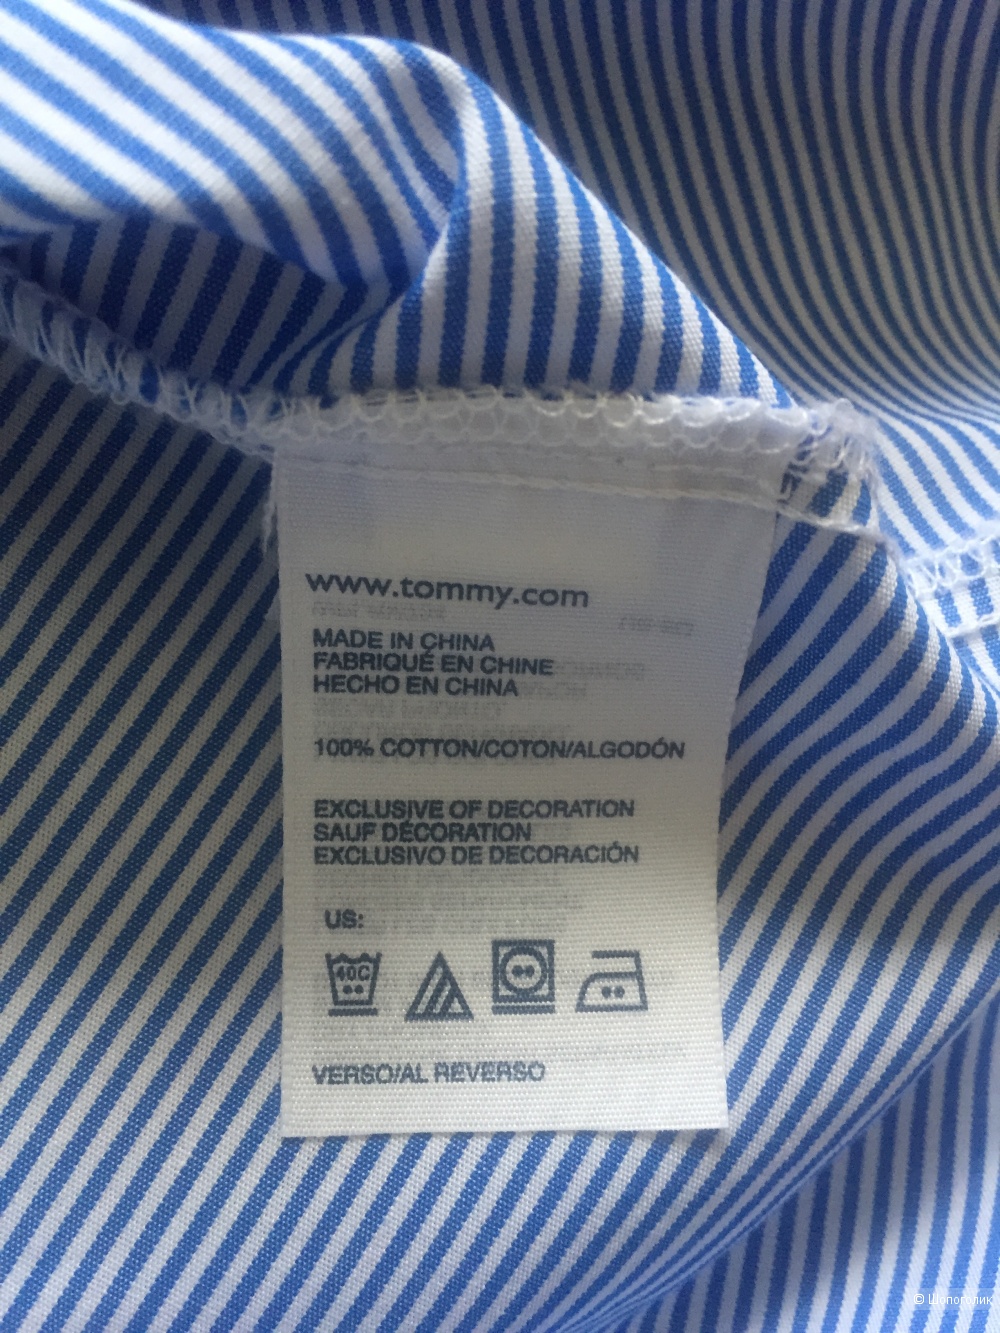 www.tommy.com
MADE IN CHINA
FABRIQUÉ EN CHINE
HECHO EN CHINA
100% COTTON/COTON/ALGODÓN
EXCLUSIVE OF DECORATION
SAUF DÉCORATION
EXCLUSIVO DE DECORACIÓN
US:
40C
VERSO/AL REVERSO
© Шопоголик